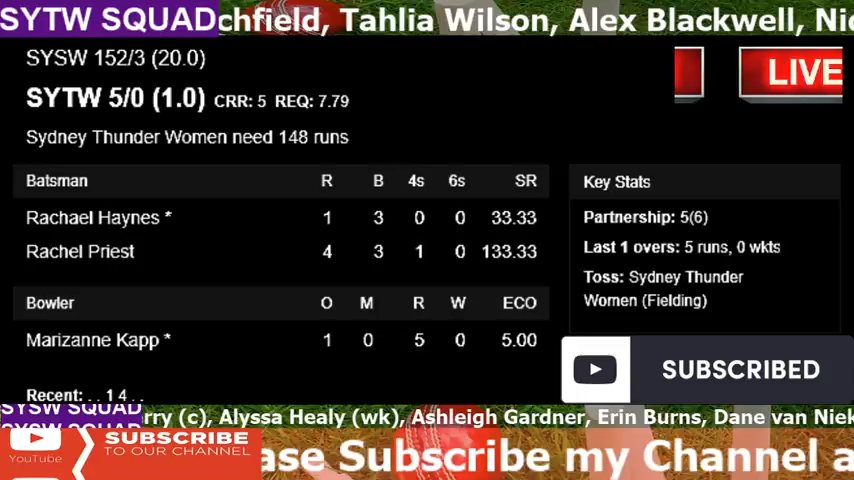 SYTW SQUAD chfield, Tahlia Wilson, Alex Blackwell, Nic
SYSW 152/3 (20.0)
LIVE
SYTW 5/0 (1.0) CRR: 5 REQ: 7.79
Sydney Thunder Women need 148 runs
Batsman R B 4s 6s SR
Rachael Haynes * 1 3 0 0 33.33
Rachel Priest 4 3 1 0 133.33
Bowler O M R W ECO
Marizanne Kapp * 1 0 5 0 5.00
Recent: . . 1 4 . .
Key Stats
Partnership: 5(6)
Last 1 overs: 5 runs, 0 wkts
Toss: Sydney Thunder
Women (Fielding)
SUBSCRIBED
SYSW SQUAD rry (c), Alyssa Healy (wk), Ashleigh Gardner, Erin Burns, Dane van Niek
SYSW SQUAD
SUBSCRIBE
TO OUR CHANNEL
YouTube
ase Subscribe my Channel a